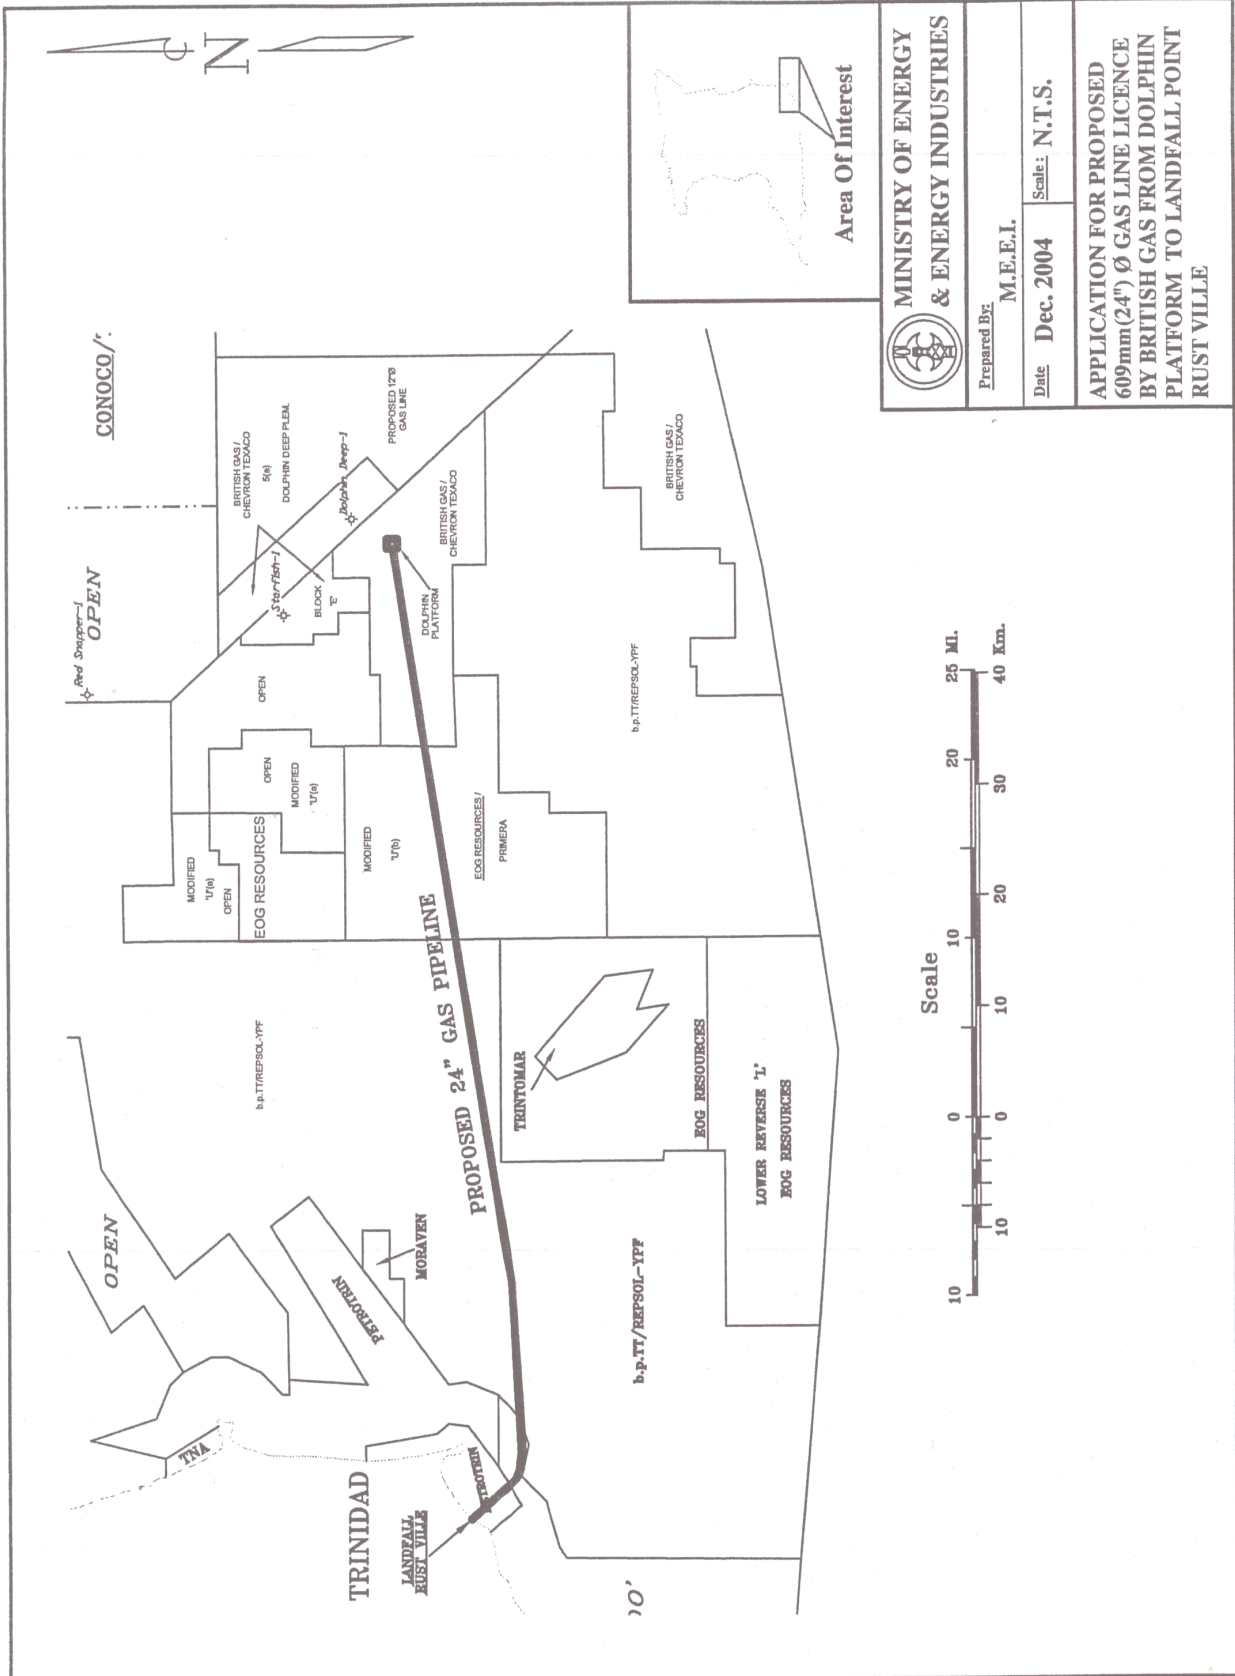 N
CONOCO/
Red Snapper-1
OPEN
BRITISH GAS /
CHEVRON TEXACO
5(a)
DOLPHIN DEEP PLEM.
Dolphin Deep-1
PROPOSED 12"Ø
GAS LINE
Starfish-1
BLOCK
'E'
DOLPHIN
PLATFORM
BRITISH GAS /
CHEVRON TEXACO
BRITISH GAS /
CHEVRON TEXACO
OPEN
OPEN
MODIFIED
'U'(a)
MODIFIED
'U'(a)
OPEN
EOG RESOURCES
MODIFIED
'U'(b)
EOG RESOURCES /
PRIMERA
b.p.TT/REPSOL-YPF
b.p.TT/REPSOL-YPF
PROPOSED 24" GAS PIPELINE
OPEN
PETROTRIN
MORAVEN
TRINTOMAR
EOG RESOURCES
LOWER REVERSE 'L'
EOG RESOURCES
b.p.TT/REPSOL-YPF
TNA
TRINIDAD
LANDFALL
RUST VILLE
PETROTRIN
Scale
10 0 10 20 25 Mi.
10 0 10 20 30 40 Km.
Area Of Interest
MINISTRY OF ENERGY
& ENERGY INDUSTRIES
Prepared By:
M.E.E.I.
Date Dec. 2004
Scale: N.T.S.
APPLICATION FOR PROPOSED
609mm(24") Ø GAS LINE LICENCE
BY BRITISH GAS FROM DOLPHIN
PLATFORM TO LANDFALL POINT
RUST VILLE